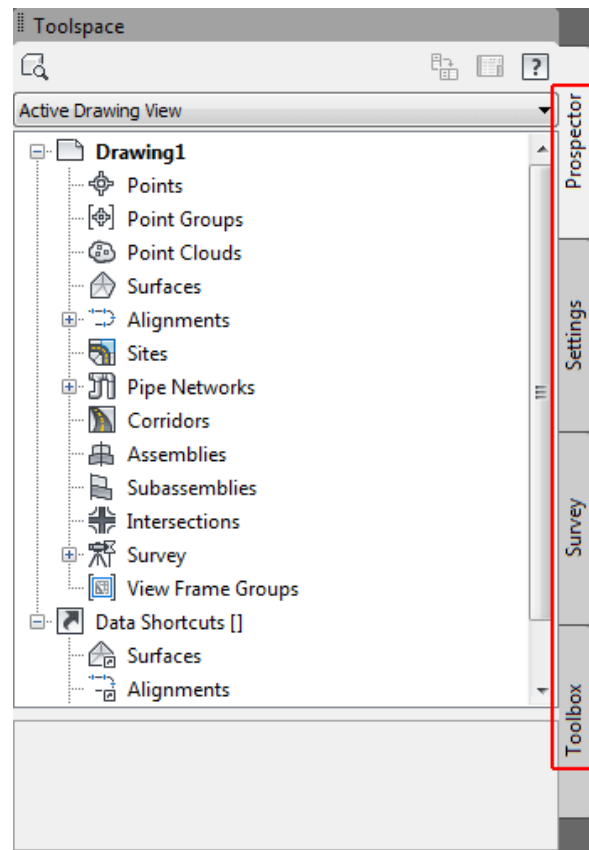 Toolspace
?
Active Drawing View
Drawing1
Points
Point Groups
Point Clouds
Surfaces
Alignments
Sites
Pipe Networks
Corridors
Assemblies
Subassemblies
Intersections
Survey
View Frame Groups
Data Shortcuts []
Surfaces
Alignments
Prospector
Settings
Survey
Toolbox